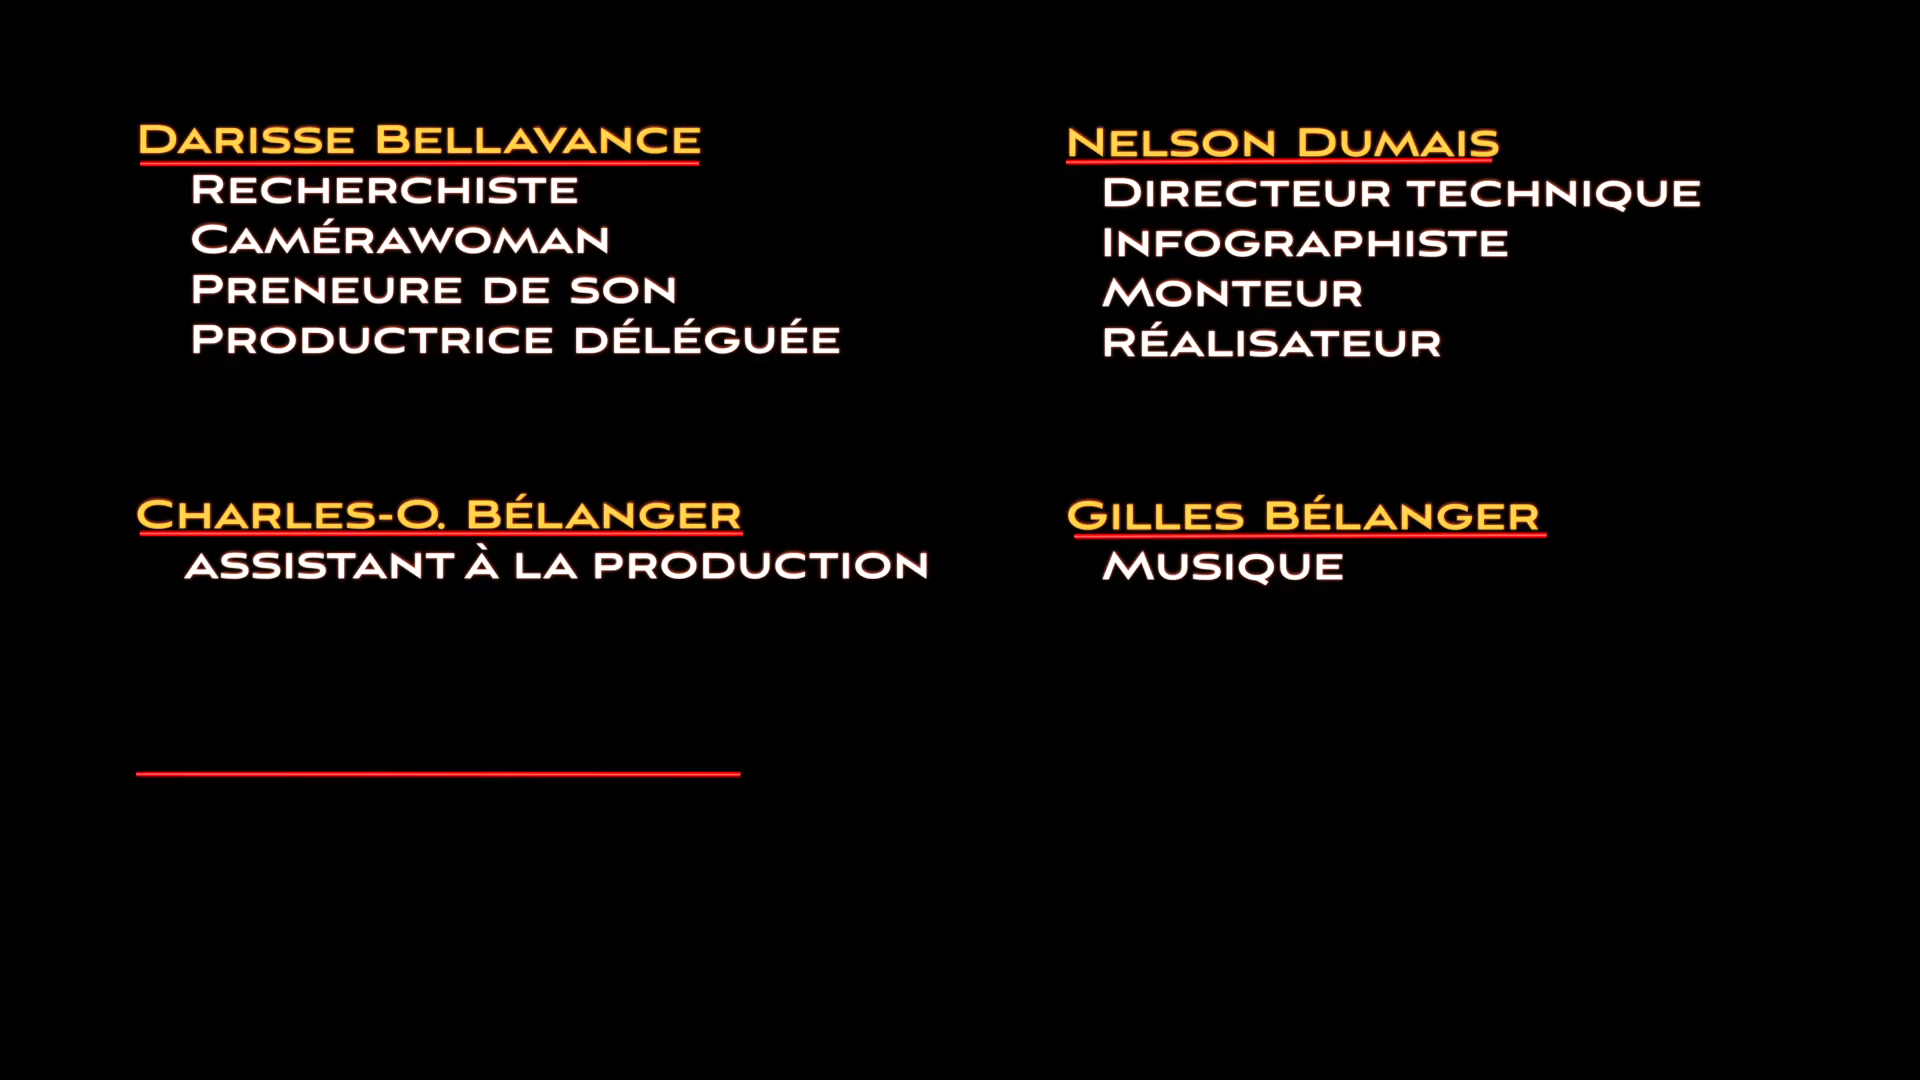 Darisse Bellavance
Recherchiste
Camérawoman
Preneure de son
Productrice déléguée
Nelson Dumais
Directeur technique
Infographiste
Monteur
Réalisateur
Charles-O. Bélanger
assistant à la production
Gilles Bélanger
Musique